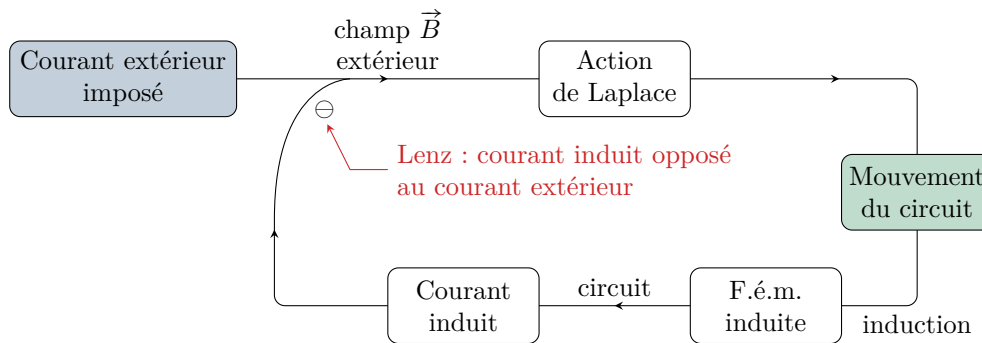 Courant extérieur
imposé
champ \vec{B}
extérieur
Action
de Laplace
⊖
Lenz : courant induit opposé
au courant extérieur
Mouvement
du circuit
Courant
induit
circuit
F.é.m.
induite
induction